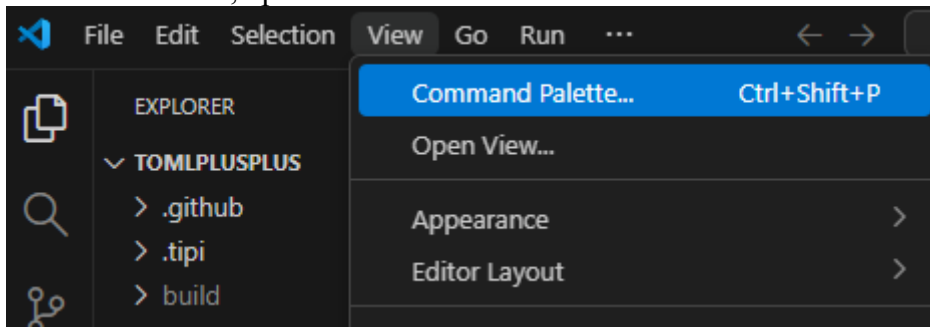 File Edit Selection View Go Run ...
EXPLORER
TOMLPLUSPLUS
.github
.tipi
build
Command Palette... Ctrl+Shift+P
Open View...
Appearance
Editor Layout